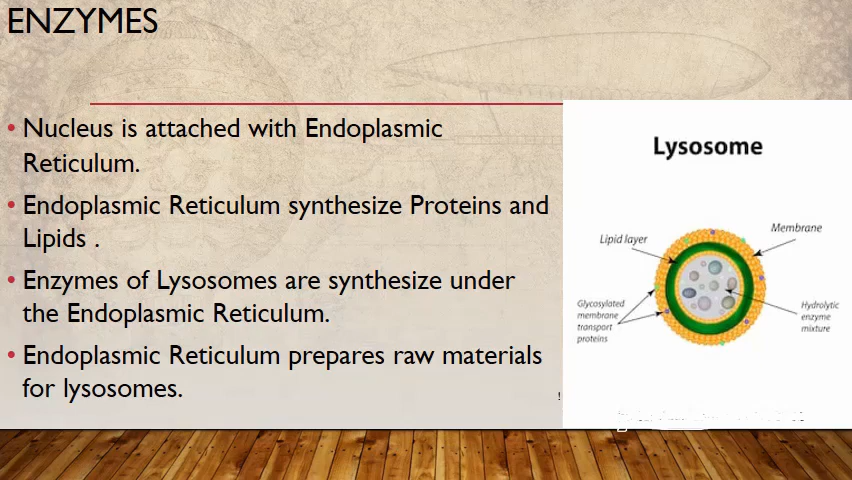 ENZYMES
• Nucleus is attached with Endoplasmic
Reticulum.
• Endoplasmic Reticulum synthesize Proteins and
Lipids .
• Enzymes of Lysosomes are synthesize under
the Endoplasmic Reticulum.
• Endoplasmic Reticulum prepares raw materials
for lysosomes.
!
Lysosome
Lipid layer
Membrane
Glycosylated
membrane
transport
proteins
Hydrolytic
enzyme
mixture